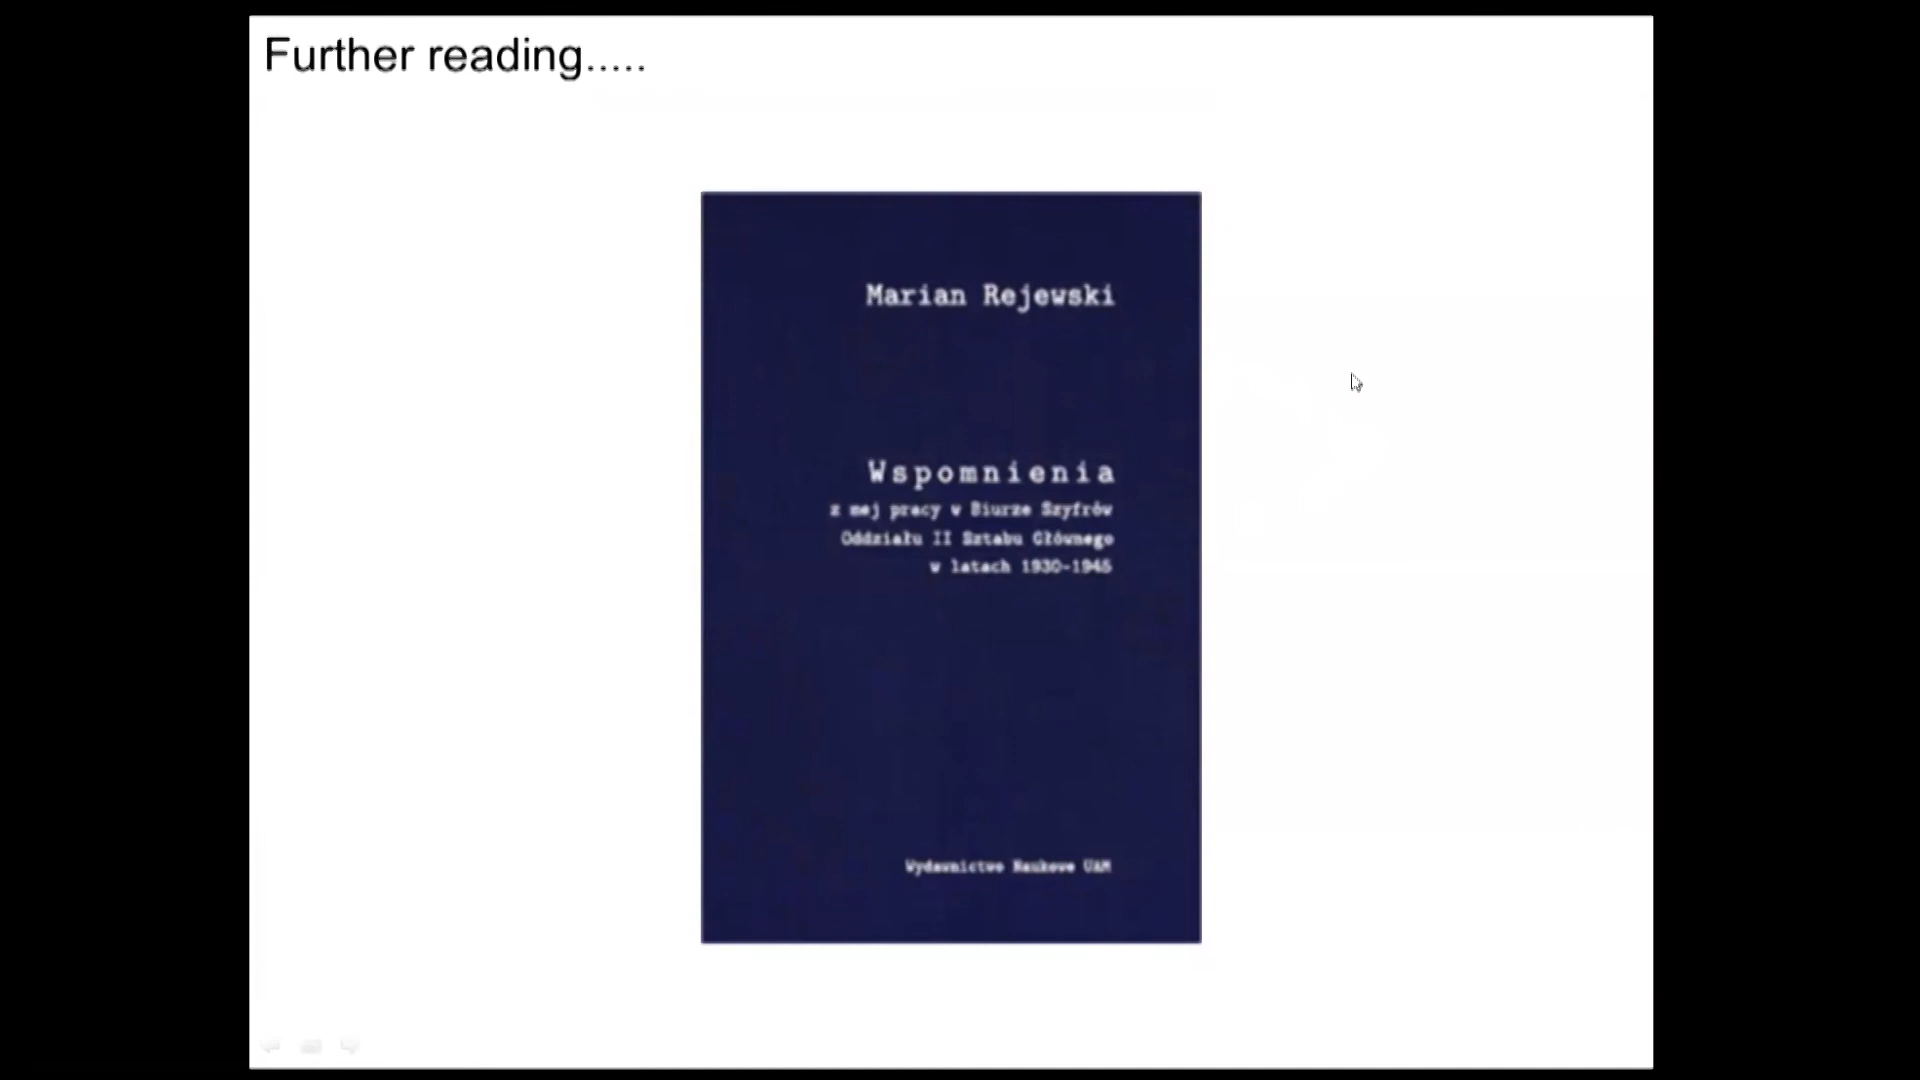 Further reading.....
Marian Rejewski
Wspomnienia
z mej pracy w Biurze Szyfrów
Oddziału II Sztabu Głównego
w latach 1930-1945
Wydawnictwo Naukowe UAM